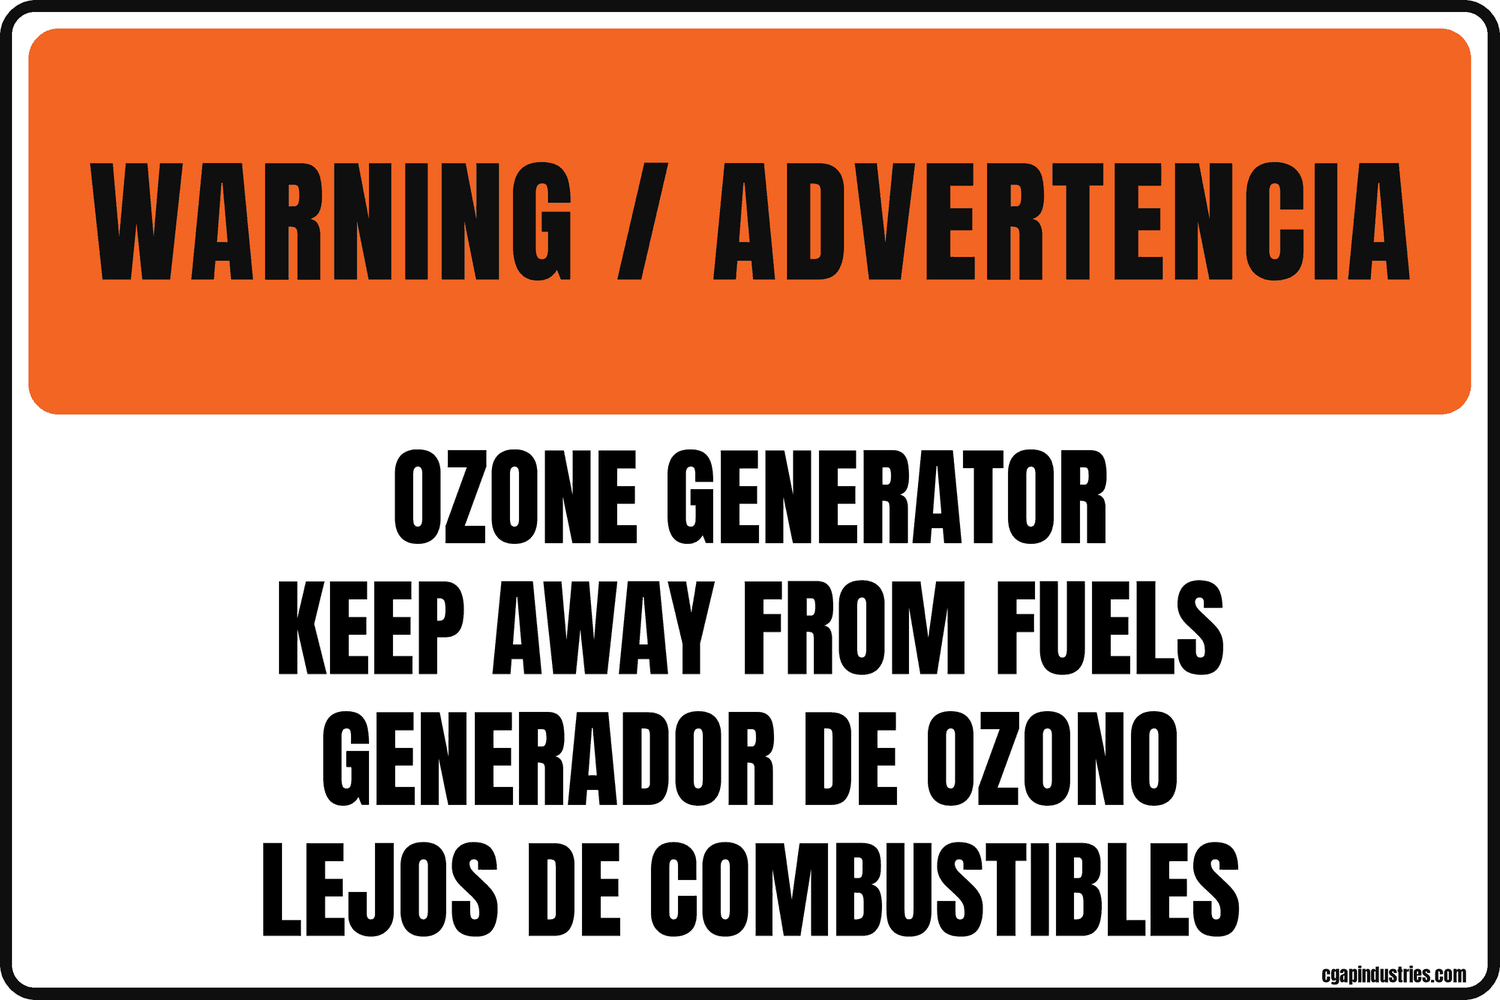 WARNING / ADVERTENCIA
OZONE GENERATOR
KEEP AWAY FROM FUELS
GENERADOR DE OZONO
LEJOS DE COMBUSTIBLES
cgapindustries.com